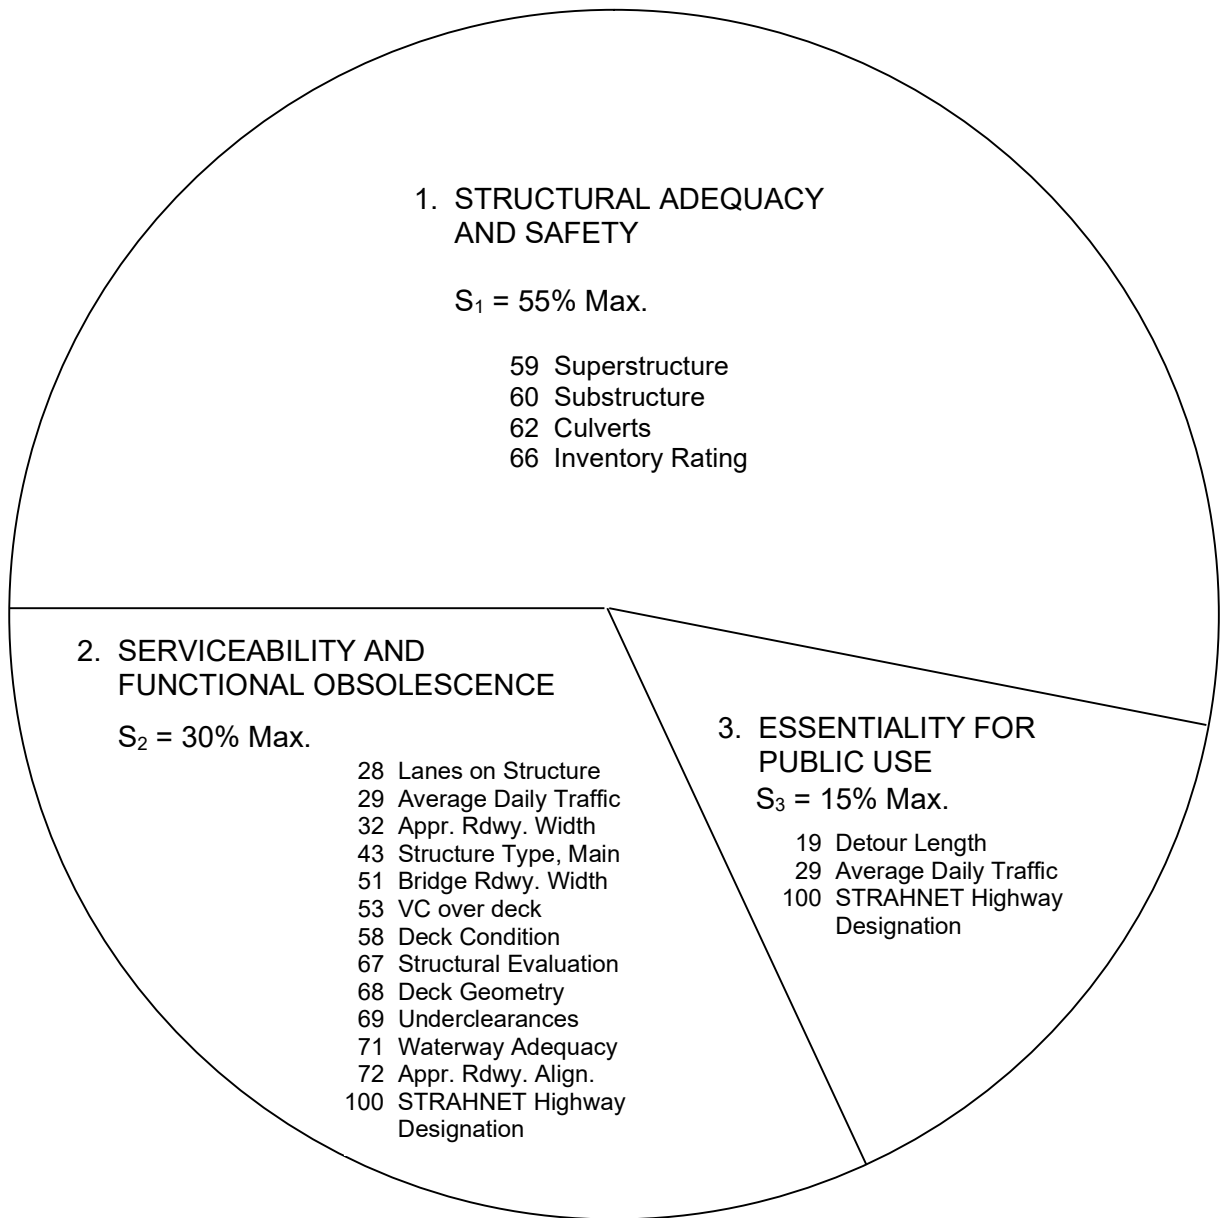 1. STRUCTURAL ADEQUACY
AND SAFETY
S₁ = 55% Max.
59 Superstructure
60 Substructure
62 Culverts
66 Inventory Rating
2. SERVICEABILITY AND
FUNCTIONAL OBSOLESCENCE
S₂ = 30% Max.
28 Lanes on Structure
29 Average Daily Traffic
32 Appr. Rdwy. Width
43 Structure Type, Main
51 Bridge Rdwy. Width
53 VC over deck
58 Deck Condition
67 Structural Evaluation
68 Deck Geometry
69 Underclearances
71 Waterway Adequacy
72 Appr. Rdwy. Align.
100 STRAHNET Highway
Designation
3. ESSENTIALITY FOR
PUBLIC USE
S₃ = 15% Max.
19 Detour Length
29 Average Daily Traffic
100 STRAHNET Highway
Designation